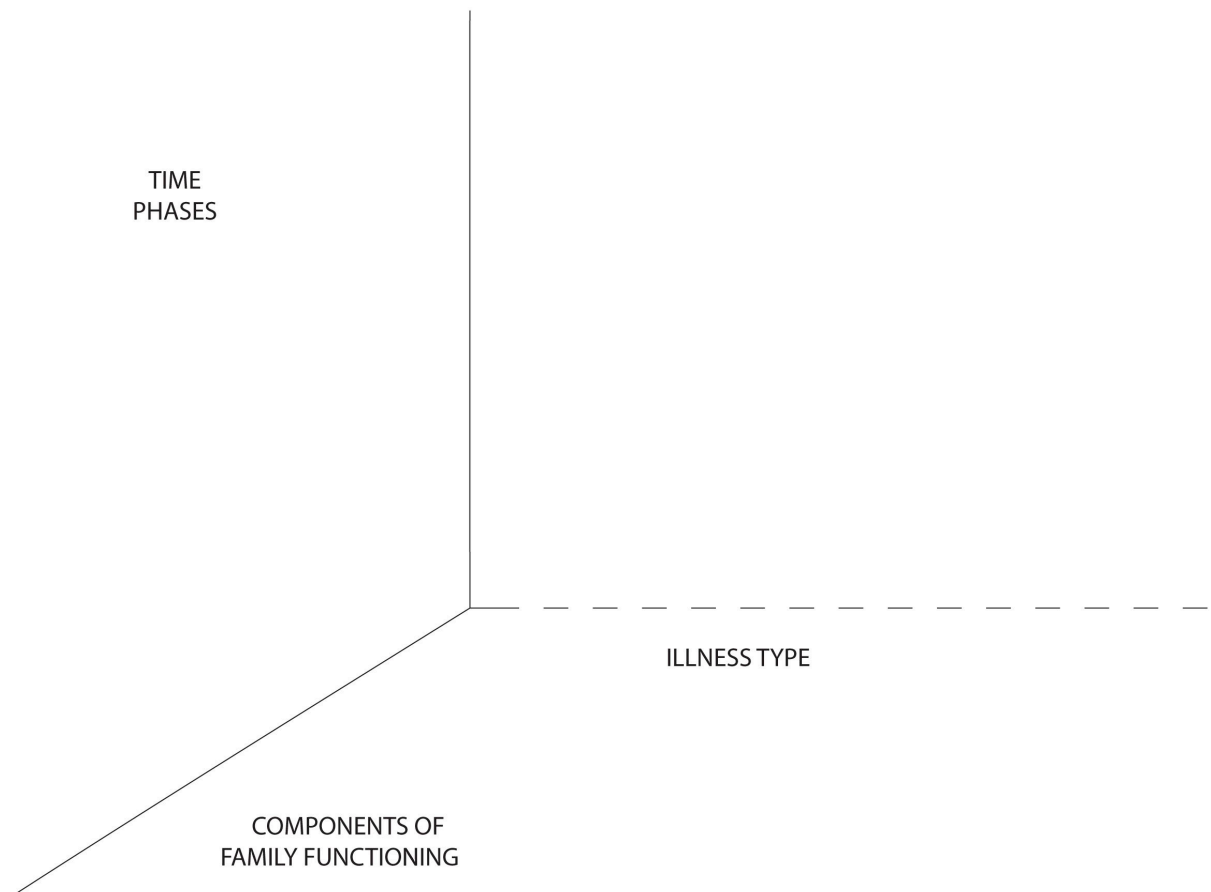 TIME
PHASES
ILLNESS TYPE
COMPONENTS OF
FAMILY FUNCTIONING